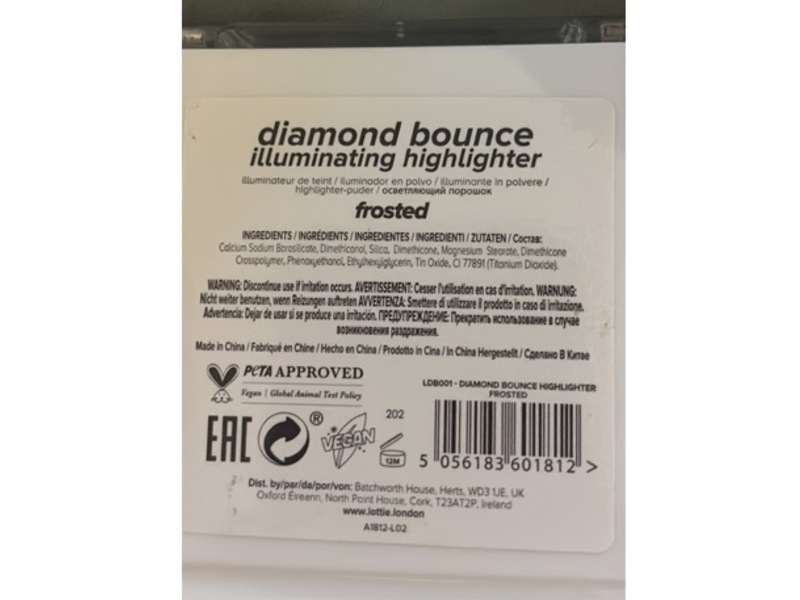 diamond bounce
illuminating highlighter
illuminateur de teint / iluminador en polvo / illuminante in polvere /
highlighter-puder / осветляющий порошок
frosted
INGREDIENTS / INGRÉDIENTS / INGREDIENTES / INGREDIENTI / ZUTATEN / Состав:
Calcium Sodium Borosilicate, Dimethiconol, Silica, Dimethicone, Magnesium Stearate, Dimethicone
Crosspolymer, Phenoxyethanol, Ethylhexylglycerin, Tin Oxide, CI 77891 (Titanium Dioxide).
WARNING: Discontinue use if irritation occurs. AVERTISSEMENT: Cesser l'utilisation en cas d'irritation. WARNUNG:
Nicht weiter benutzen, wenn Reizungen auftreten AVVERTENZA: Smettere di utilizzare il prodotto in caso di irritazione.
Advertencia: Dejar de usar si se produce una irritación. ПРЕДУПРЕЖДЕНИЕ: Прекратить использование в случае
возникновения раздражения.
Made in China / Fabriqué en Chine / Hecho en China / Prodotto in Cina / In China Hergestellt / Сделано В Китае
PETA APPROVED
Vegan | Global Animal Test Policy
LDB001 - DIAMOND BOUNCE HIGHLIGHTER
FROSTED
EAC ® VEGAN 202 12M
5 056183 601812 >
Dist. by/par/da/por/von: Batchworth House, Herts, WD3 1JE, UK
Oxford Eireann, North Point House, Cork, T23AT2P, Ireland
www.lottie.london
A1812-L02